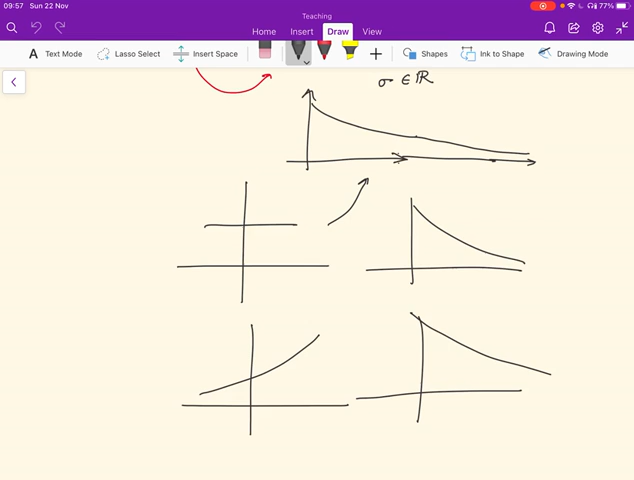 09:57 Sun 22 Nov 77%
Teaching
Home Insert Draw View
A Text Mode Lasso Select Insert Space + Shapes Ink to Shape Drawing Mode
σ ∈ ℝ